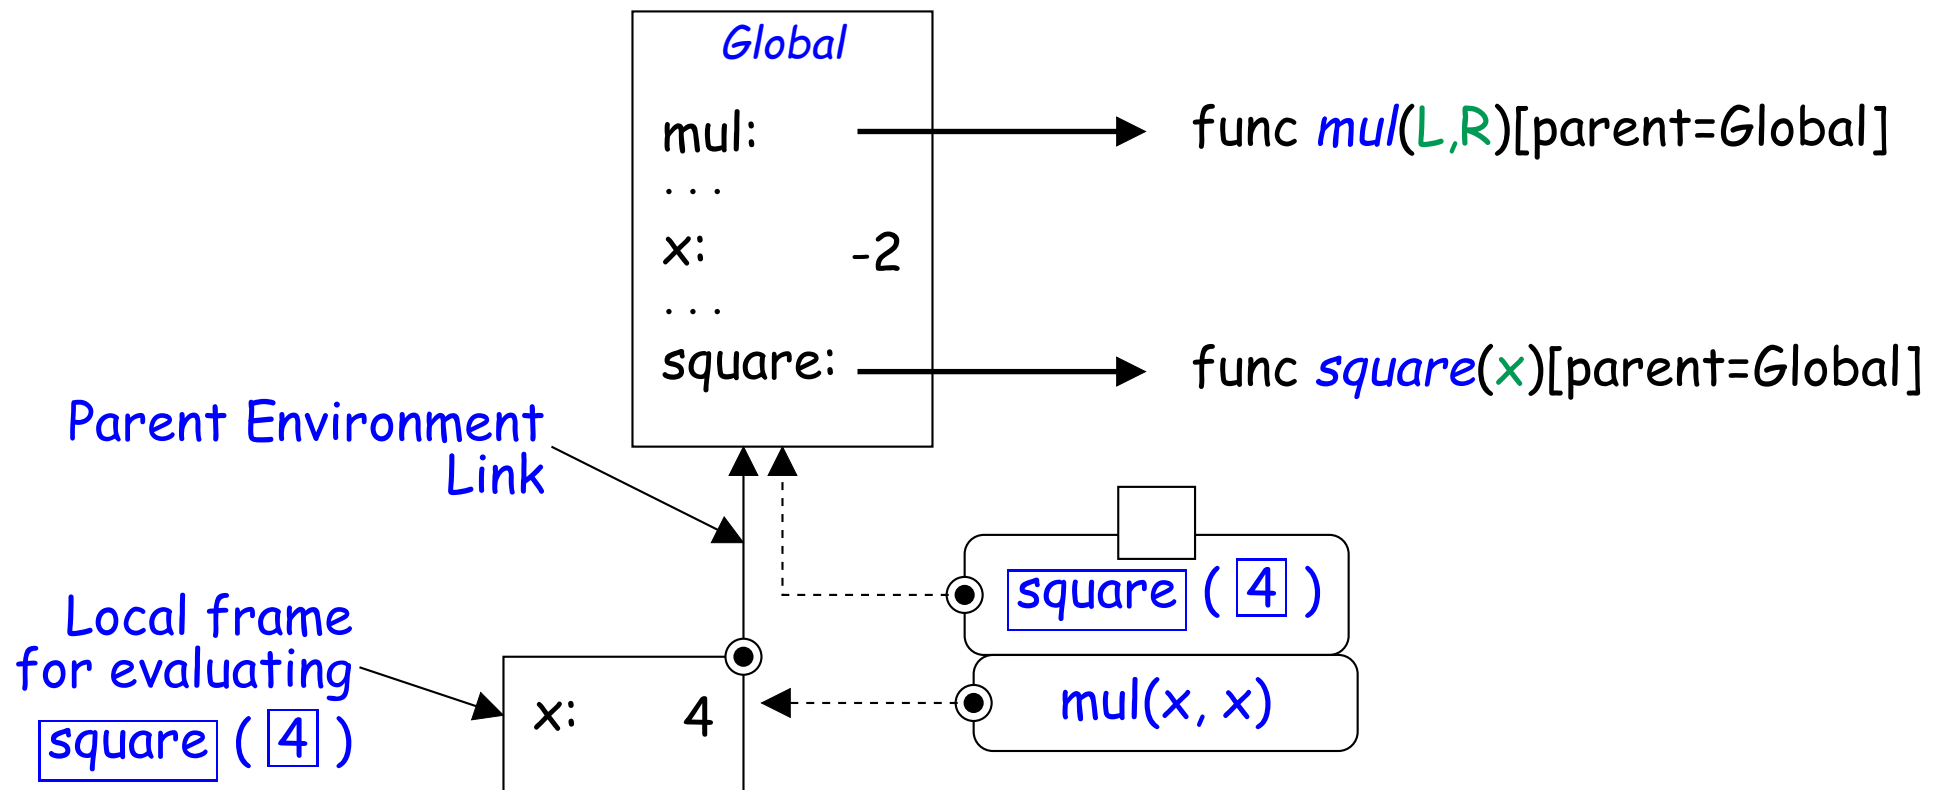 Global
mul:
func mul(L,R)[parent=Global]
. . .
x: -2
. . .
square:
func square(x)[parent=Global]
Parent Environment
Link
square ( 4 )
Local frame
for evaluating
square ( 4 )
x: 4
mul(x, x)